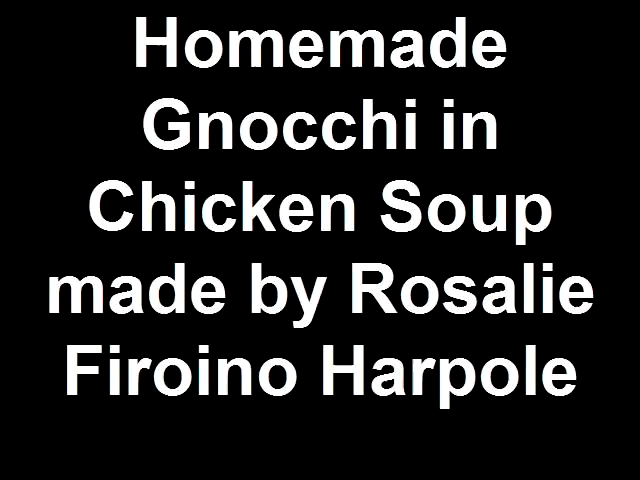 Homemade
Gnocchi in
Chicken Soup
made by Rosalie
Firoino Harpole